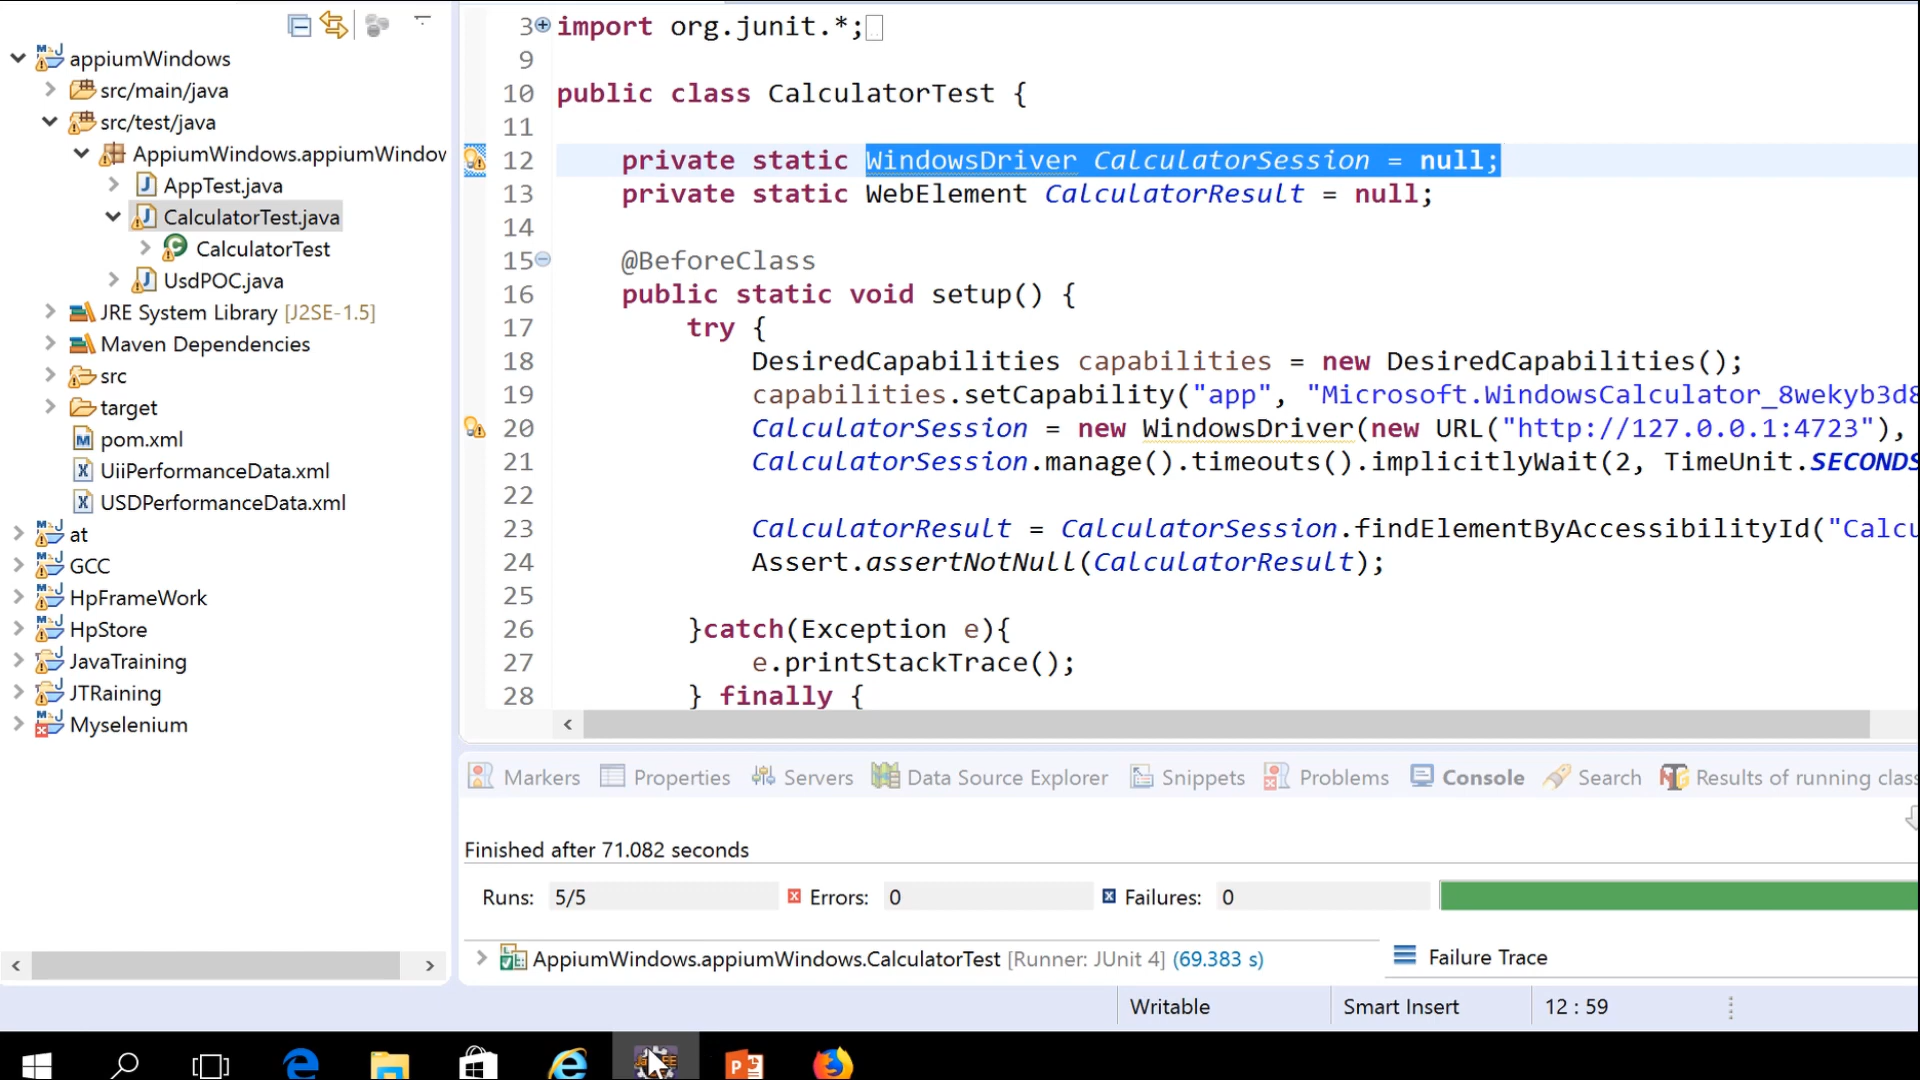 appiumWindows
src/main/java
src/test/java
AppiumWindows.appiumWindow
AppTest.java
CalculatorTest.java
CalculatorTest
UsdPOC.java
JRE System Library [J2SE-1.5]
Maven Dependencies
src
target
pom.xml
UiiPerformanceData.xml
USDPerformanceData.xml
at
GCC
HpFrameWork
HpStore
JavaTraining
JTRaining
Myselenium
3 import org.junit.*;
9
10 public class CalculatorTest {
11
12 private static WindowsDriver CalculatorSession = null;
13 private static WebElement CalculatorResult = null;
14
15 @BeforeClass
16 public static void setup() {
17 try {
18 DesiredCapabilities capabilities = new DesiredCapabilities();
19 capabilities.setCapability("app", "Microsoft.WindowsCalculator_8wekyb3d8
20 CalculatorSession = new WindowsDriver(new URL("http://127.0.0.1:4723"),
21 CalculatorSession.manage().timeouts().implicitlyWait(2, TimeUnit.SECONDS
22
23 CalculatorResult = CalculatorSession.findElementByAccessibilityId("Calcu
24 Assert.assertNotNull(CalculatorResult);
25
26 }catch(Exception e){
27 e.printStackTrace();
28 } finally {
Markers Properties Servers Data Source Explorer Snippets Problems Console Search Results of running clas
Finished after 71.082 seconds
Runs: 5/5 Errors: 0 Failures: 0
AppiumWindows.appiumWindows.CalculatorTest [Runner: JUnit 4] (69.383 s)
Failure Trace
Writable Smart Insert 12 : 59